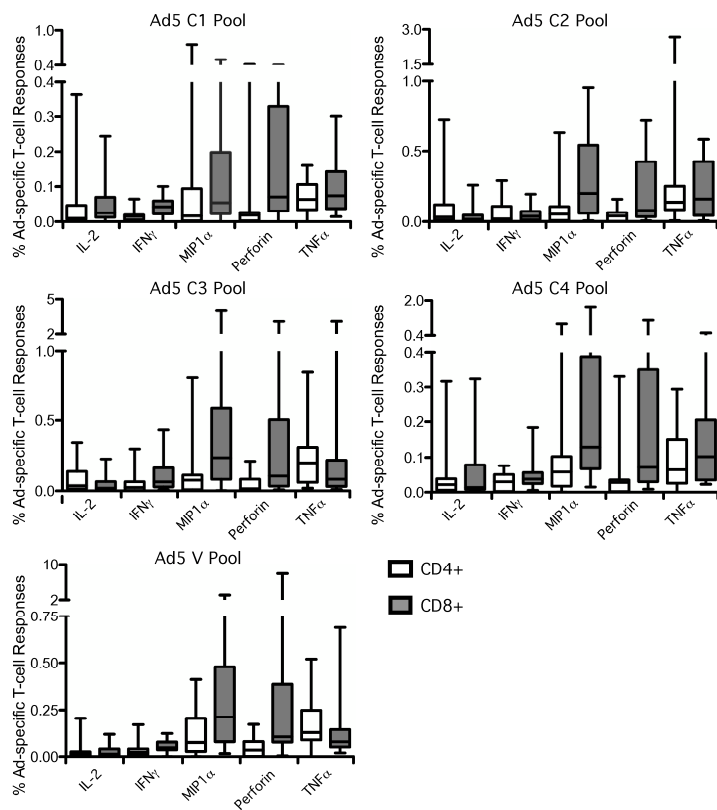 Ad5 C1 Pool
% Ad-specific T-cell Responses
1.0
0.4
0.4
0.3
0.2
0.1
0.0
IL-2
IFNγ
MIP1α
Perforin
TNFα
Ad5 C2 Pool
% Ad-specific T-cell Responses
3.0
1.5
1.0
0.5
0.0
IL-2
IFNγ
MIP1α
Perforin
TNFα
Ad5 C3 Pool
% Ad-specific T-cell Responses
5
2
1.0
0.5
0.0
IL-2
IFNγ
MIP1α
Perforin
TNFα
Ad5 C4 Pool
% Ad-specific T-cell Responses
2.0
0.4
0.4
0.3
0.2
0.1
0.0
IL-2
IFNγ
MIP1α
Perforin
TNFα
Ad5 V Pool
% Ad-specific T-cell Responses
10
2
0.75
0.50
0.25
0.00
IL-2
IFNγ
MIP1α
Perforin
TNFα
CD4+
CD8+